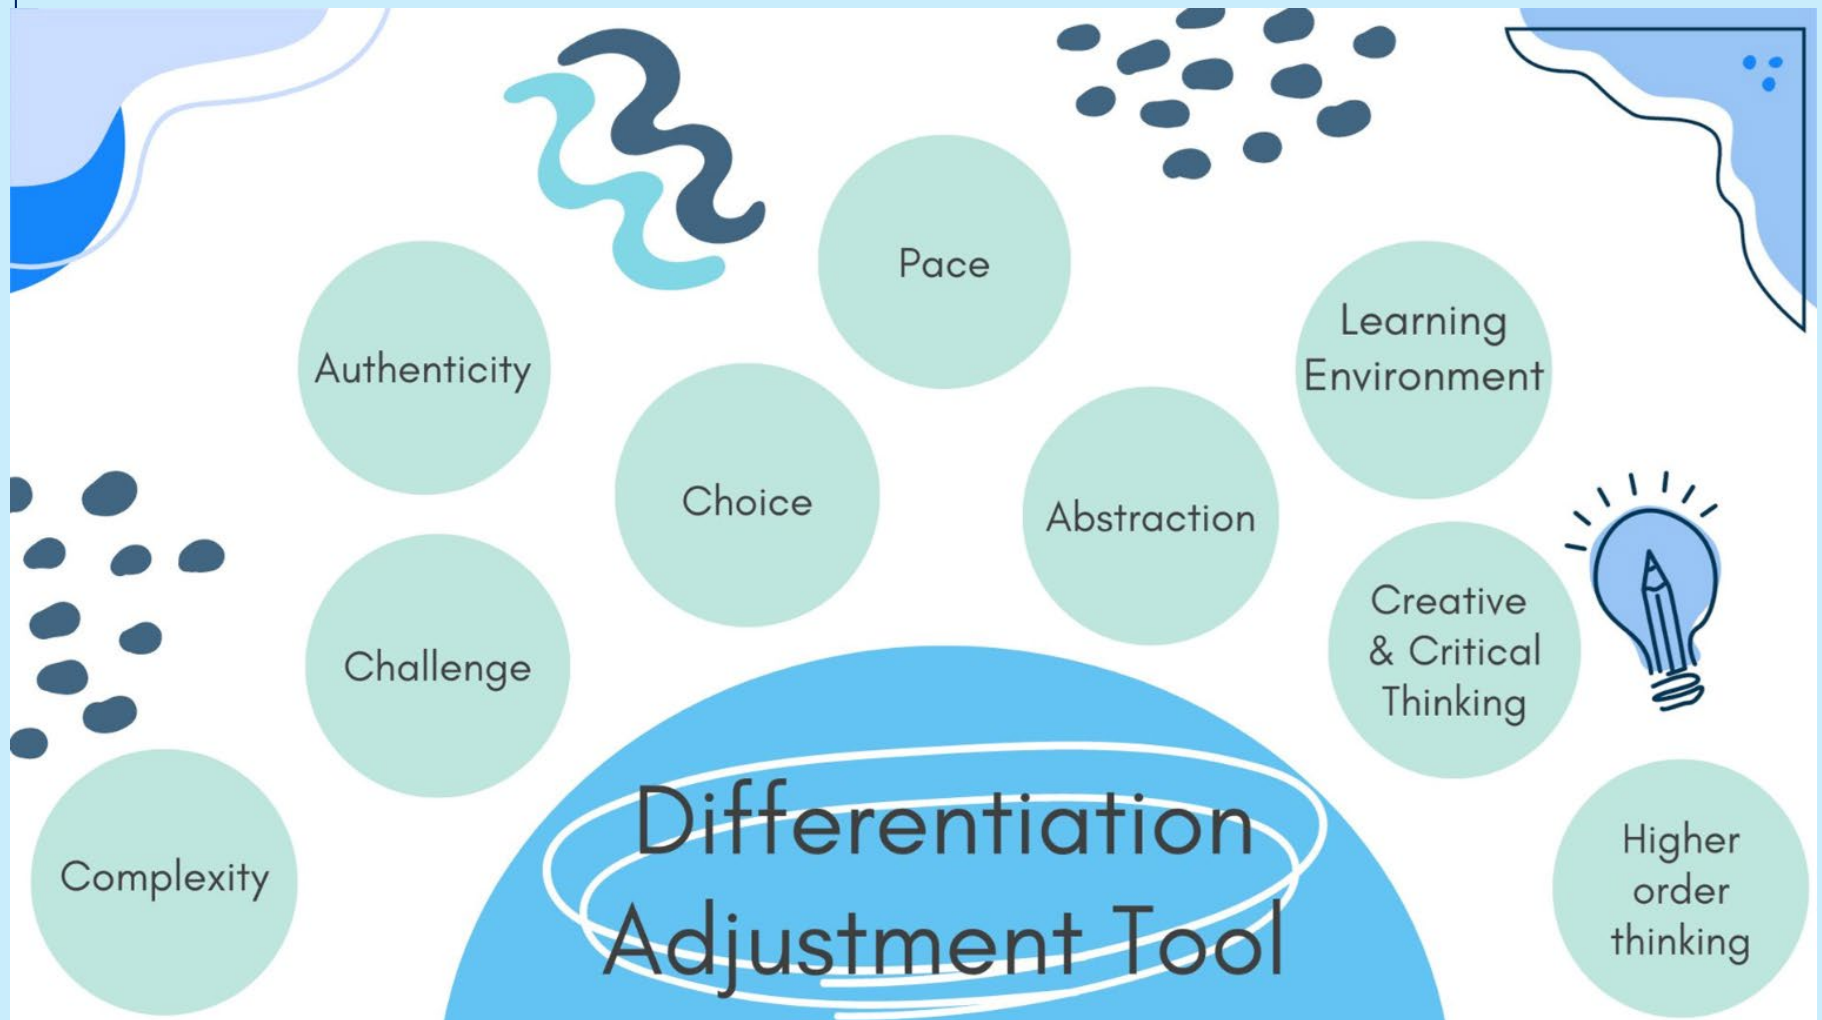 Pace
Learning
Environment
Authenticity
Choice
Abstraction
Creative
& Critical
Thinking
Challenge
Differentiation
Adjustment Tool
Complexity
Higher
order
thinking